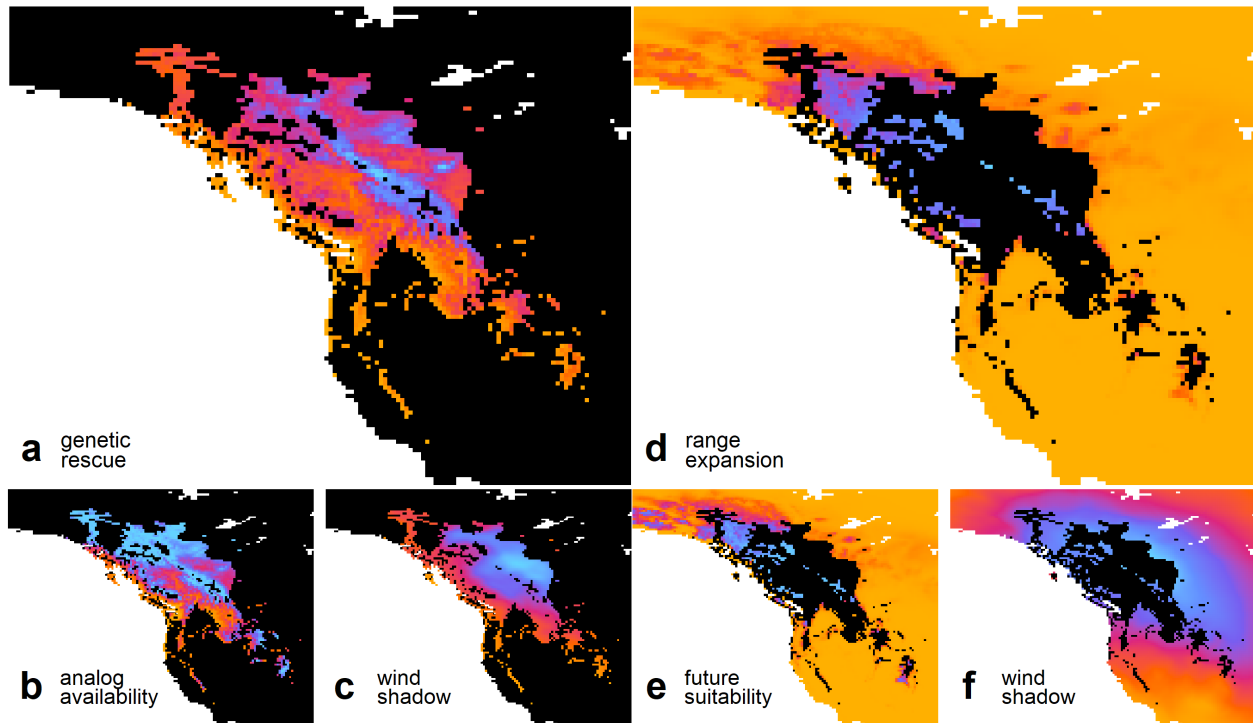 a genetic
rescue
d range
expansion
b analog
availability
c wind
shadow
e future
suitability
f wind
shadow